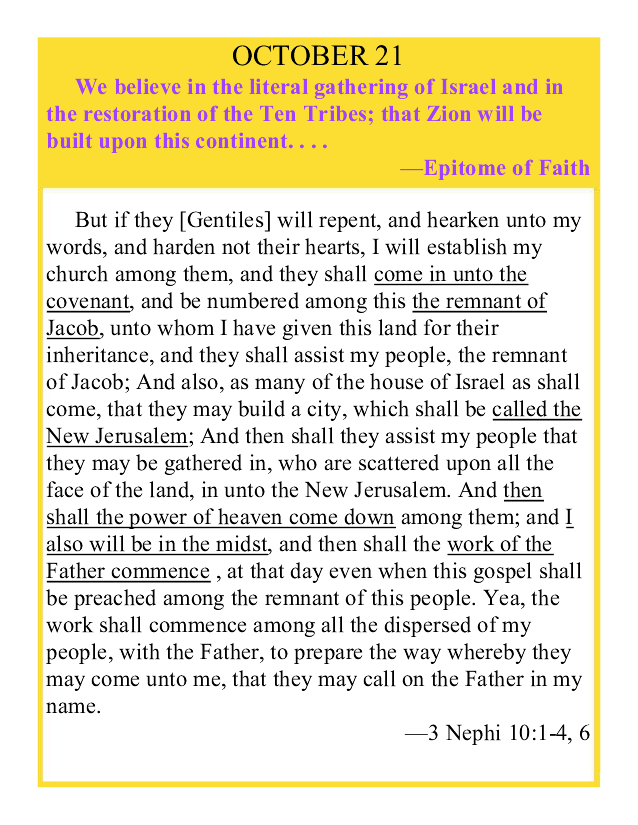 OCTOBER 21
We believe in the literal gathering of Israel and in
the restoration of the Ten Tribes; that Zion will be
built upon this continent. . . .
—Epitome of Faith
But if they [Gentiles] will repent, and hearken unto my
words, and harden not their hearts, I will establish my
church among them, and they shall come in unto the
covenant, and be numbered among this the remnant of
Jacob, unto whom I have given this land for their
inheritance, and they shall assist my people, the remnant
of Jacob; And also, as many of the house of Israel as shall
come, that they may build a city, which shall be called the
New Jerusalem; And then shall they assist my people that
they may be gathered in, who are scattered upon all the
face of the land, in unto the New Jerusalem. And then
shall the power of heaven come down among them; and I
also will be in the midst, and then shall the work of the
Father commence , at that day even when this gospel shall
be preached among the remnant of this people. Yea, the
work shall commence among all the dispersed of my
people, with the Father, to prepare the way whereby they
may come unto me, that they may call on the Father in my
name.
—3 Nephi 10:1-4, 6